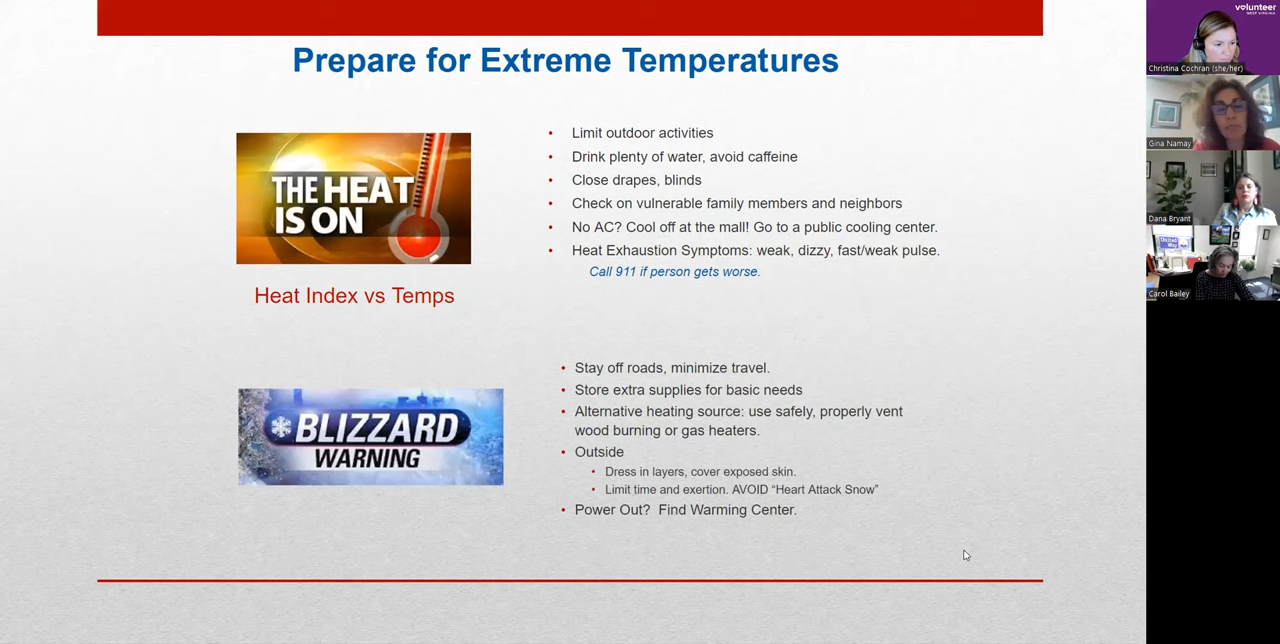 Prepare for Extreme Temperatures
THE HEAT
IS ON
Heat Index vs Temps
• Limit outdoor activities
• Drink plenty of water, avoid caffeine
• Close drapes, blinds
• Check on vulnerable family members and neighbors
• No AC? Cool off at the mall! Go to a public cooling center.
• Heat Exhaustion Symptoms: weak, dizzy, fast/weak pulse.
Call 911 if person gets worse.
BLIZZARD
WARNING
• Stay off roads, minimize travel.
• Store extra supplies for basic needs
• Alternative heating source: use safely, properly vent
wood burning or gas heaters.
• Outside
• Dress in layers, cover exposed skin.
• Limit time and exertion. AVOID “Heart Attack Snow”
• Power Out? Find Warming Center.
volunteer
WEST VIRGINIA
Christina Cochran (she/her)
Gina Namay
Dana Bryant
United
Way
Carol Bailey